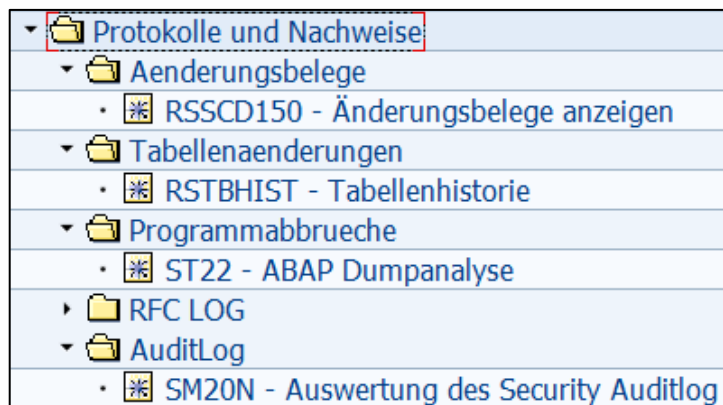 Protokolle und Nachweise
Aenderungsbelege
RSSCD150 - Änderungsbelege anzeigen
Tabellenaenderungen
RSTBHIST - Tabellenhistorie
Programmabbrueche
ST22 - ABAP Dumpanalyse
RFC LOG
AuditLog
SM20N - Auswertung des Security Auditlog